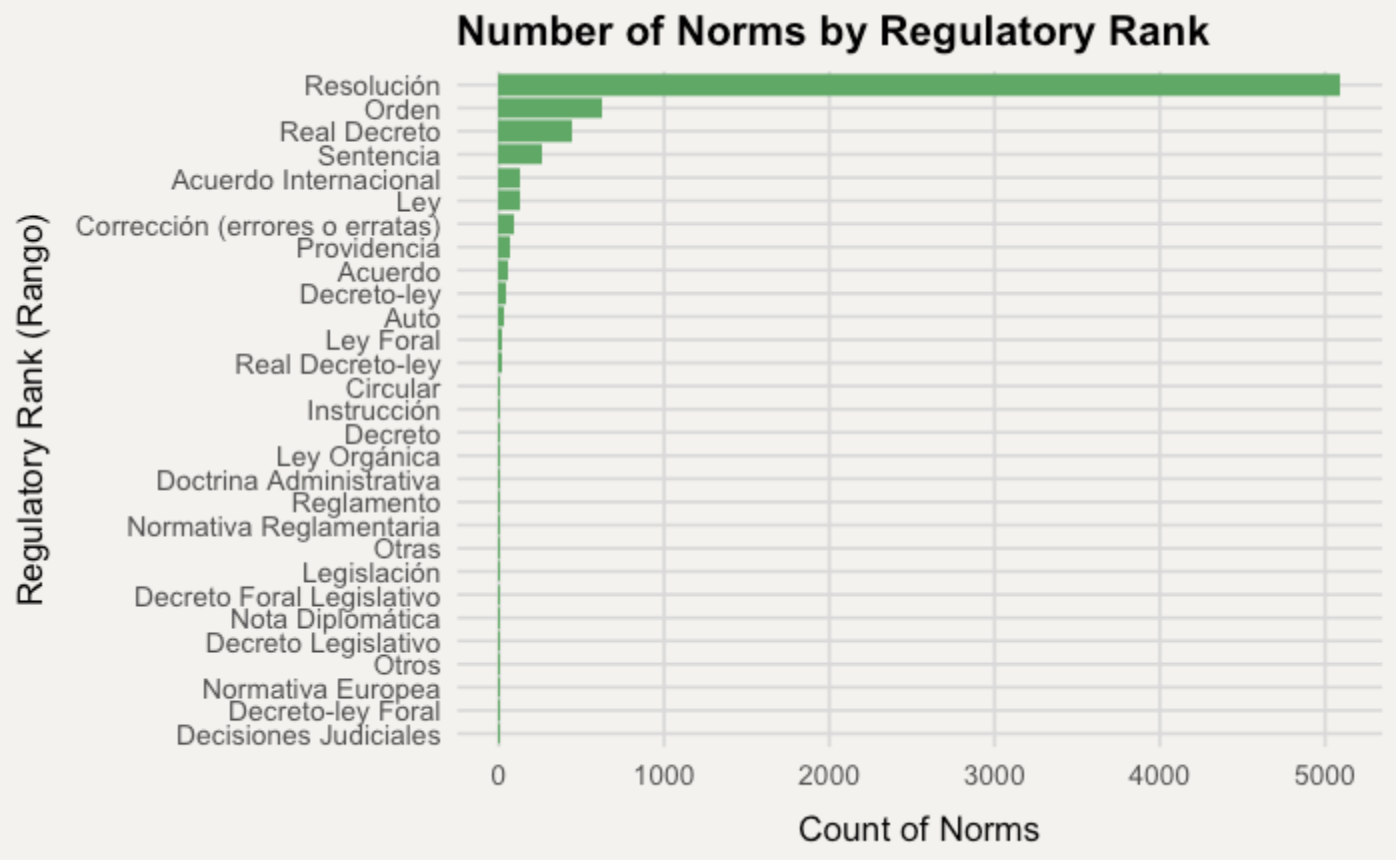 Number of Norms by Regulatory Rank
Regulatory Rank (Rango)
Resolución
Orden
Real Decreto
Sentencia
Acuerdo Internacional
Ley
Corrección (errores o erratas)
Providencia
Acuerdo
Decreto-ley
Auto
Ley Foral
Real Decreto-ley
Circular
Instrucción
Decreto
Ley Orgánica
Doctrina Administrativa
Reglamento
Normativa Reglamentaria
Otras
Legislación
Decreto Foral Legislativo
Nota Diplomática
Decreto Legislativo
Otros
Normativa Europea
Decreto-ley Foral
Decisiones Judiciales
0 1000 2000 3000 4000 5000
Count of Norms